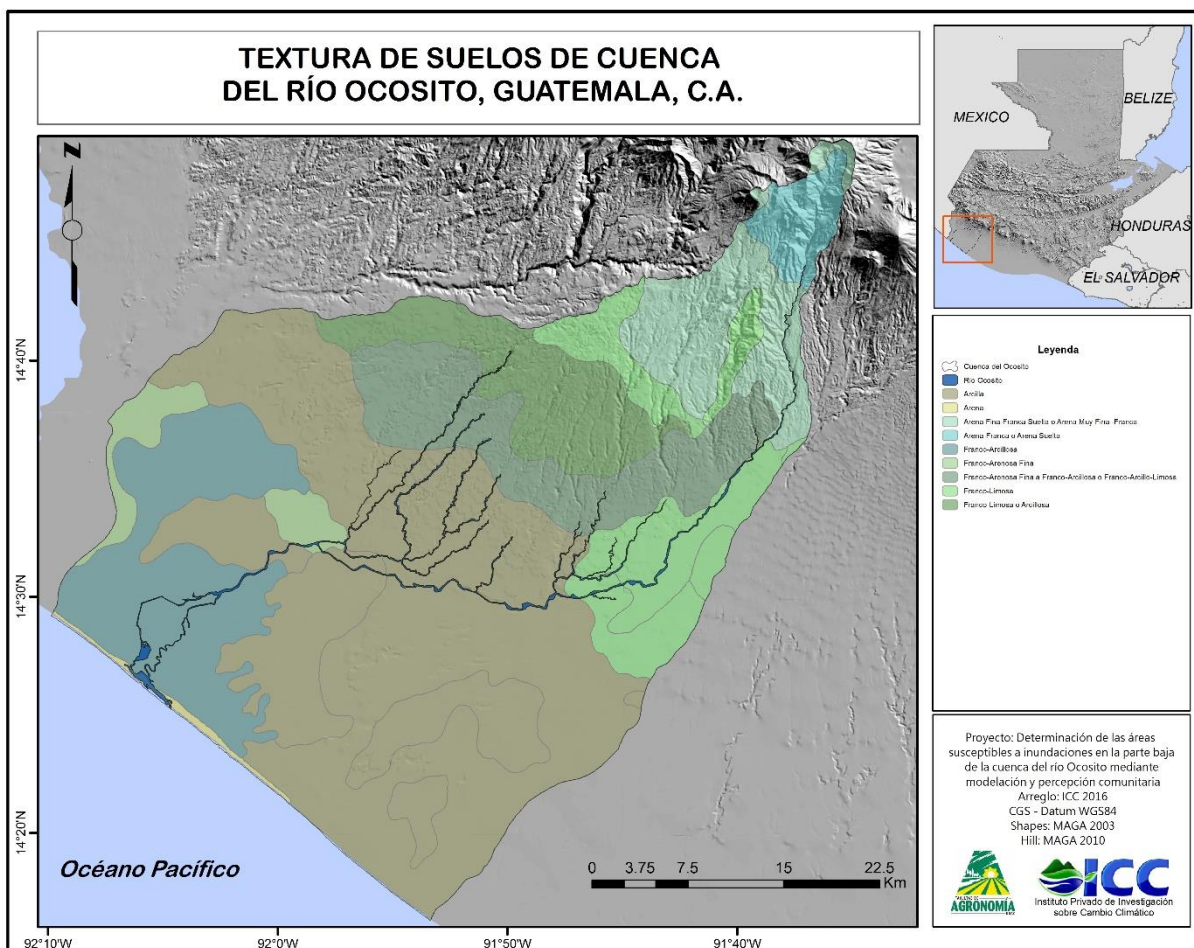 TEXTURA DE SUELOS DE CUENCA
DEL RÍO OCOSITO, GUATEMALA, C.A.
MEXICO
BELIZE
HONDURAS
EL SALVADOR
N
14°40'N
14°30'N
14°20'N
92°10'W
92°0'W
91°50'W
91°40'W
Océano Pacífico
0 3.75 7.5 15 22.5
Km
Leyenda
Cuenca del Ocosito
Río Ocosito
Arcilla
Arena
Arena Fina Franca Suelta o Arena Muy Fina Franca
Arena Franca o Arena Suelta
Franco-Arcillosa
Franco-Arenosa Fina
Franco-Arenosa Fina a Franco-Arcillosa o Franco-Arcillo-Limosa
Franco-Limosa
Franco Limosa o Arcillosa
Proyecto: Determinación de las áreas
susceptibles a inundaciones en la parte baja
de la cuenca del río Ocosito mediante
modelación y percepción comunitaria
Arreglo: ICC 2016
CGS - Datum WGS84
Shapes: MAGA 2003
Hill: MAGA 2010
FACULTAD DE
AGRONOMÍA
ICC
Instituto Privado de Investigación
sobre Cambio Climático